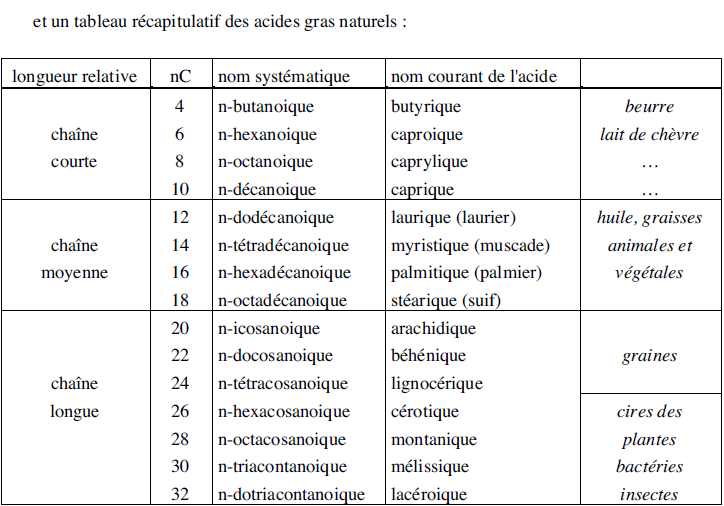 et un tableau récapitulatif des acides gras naturels :
longueur relative nC nom systématique nom courant de l'acide
4 n-butanoique butyrique beurre
chaîne 6 n-hexanoique caproique lait de chèvre
courte 8 n-octanoique caprylique …
10 n-décanoique caprique …
12 n-dodécanoique laurique (laurier) huile, graisses
chaîne 14 n-tétradécanoique myristique (muscade) animales et
moyenne 16 n-hexadécanoique palmitique (palmier) végétales
18 n-octadécanoique stéarique (suif)
20 n-icosanoique arachidique
22 n-docosanoique béhénique graines
chaîne 24 n-tétracosanoique lignocérique
longue 26 n-hexacosanoique cérotique cires des
28 n-octacosanoique montanique plantes
30 n-triacontanoique mélissique bactéries
32 n-dotriacontanoique lacéroique insectes